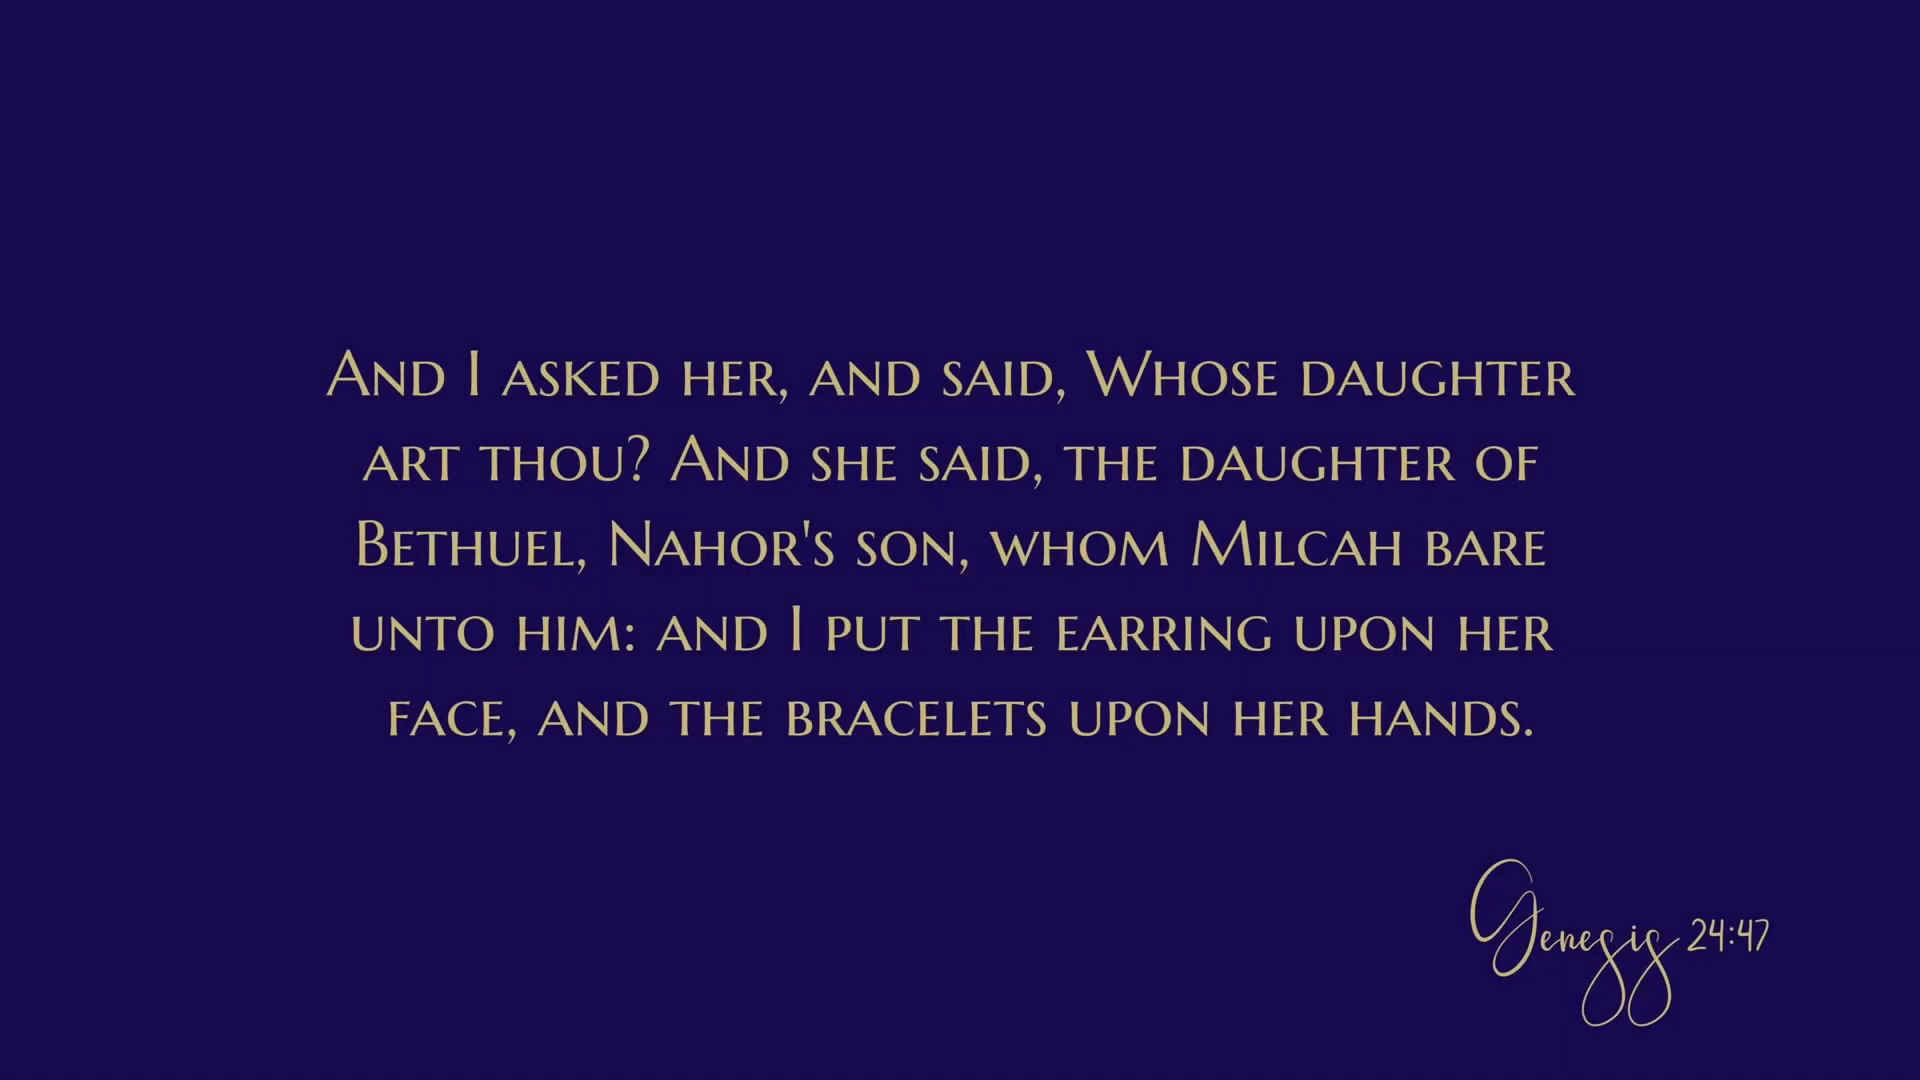 And I asked her, and said, Whose daughter
art thou? And she said, the daughter of
Bethuel, Nahor's son, whom Milcah bare
unto him: and I put the earring upon her
face, and the bracelets upon her hands.
Genesis 24:47